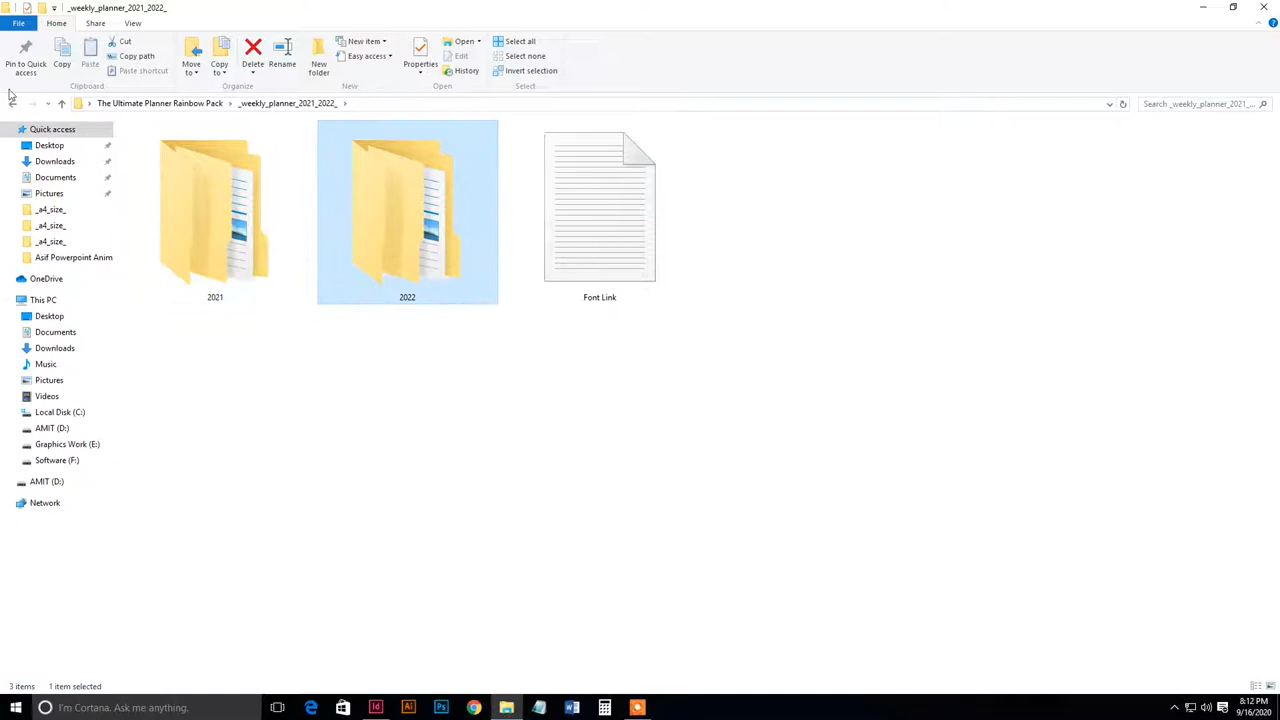 _weekly_planner_2021_2022_
File Home Share View
Pin to Quick access
Copy
Paste
Cut
Copy path
Paste shortcut
Move to
Copy to
Delete
Rename
New folder
New item
Easy access
Properties
Open
Edit
History
Select all
Select none
Invert selection
Clipboard Organize New Open Select
The Ultimate Planner Rainbow Pack _weekly_planner_2021_2022_
Search _weekly_planner_2021_...
Quick access
Desktop
Downloads
Documents
Pictures
_a4_size_
_a4_size_
_a4_size_
Asif Powerpoint Anim
OneDrive
This PC
Desktop
Documents
Downloads
Music
Pictures
Videos
Local Disk (C:)
AMIT (D:)
Graphics Work (E:)
Software (F:)
AMIT (D:)
Network
2021
2022
Font Link
3 items 1 item selected
I'm Cortana. Ask me anything.
Id
Ai
Ps
8:12 PM
9/16/2020